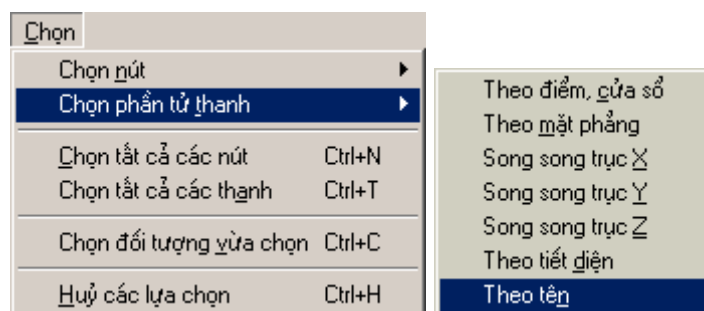 Chọn
Chọn nút
Chọn phần tử thanh
Chọn tất cả các nút Ctrl+N
Chọn tất cả các thanh Ctrl+T
Chọn đối tượng vừa chọn Ctrl+C
Huỷ các lựa chọn Ctrl+H
Theo điểm, cửa sổ
Theo mặt phẳng
Song song trục X
Song song trục Y
Song song trục Z
Theo tiết diện
Theo tên